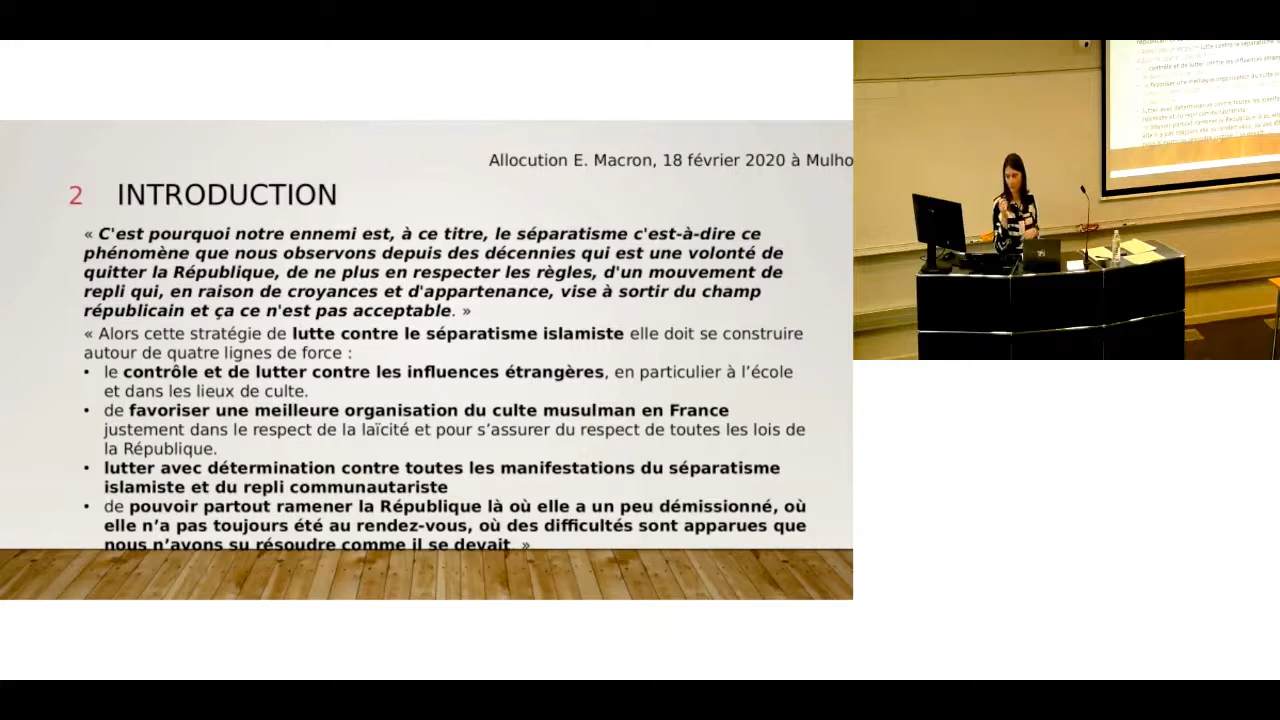 Allocution E. Macron, 18 février 2020 à Mulho
2 INTRODUCTION
« C'est pourquoi notre ennemi est, à ce titre, le séparatisme c'est-à-dire ce
phénomène que nous observons depuis des décennies qui est une volonté de
quitter la République, de ne plus en respecter les règles, d'un mouvement de
repli qui, en raison de croyances et d'appartenance, vise à sortir du champ
républicain et ça ce n'est pas acceptable. »
« Alors cette stratégie de lutte contre le séparatisme islamiste elle doit se construire
autour de quatre lignes de force :
• le contrôle et de lutter contre les influences étrangères, en particulier à l’école
et dans les lieux de culte.
• de favoriser une meilleure organisation du culte musulman en France
justement dans le respect de la laïcité et pour s’assurer du respect de toutes les lois de
la République.
• lutter avec détermination contre toutes les manifestations du séparatisme
islamiste et du repli communautariste
• de pouvoir partout ramener la République là où elle a un peu démissionné, où
elle n’a pas toujours été au rendez-vous, où des difficultés sont apparues que
nous n’avons su résoudre comme il se devait. »